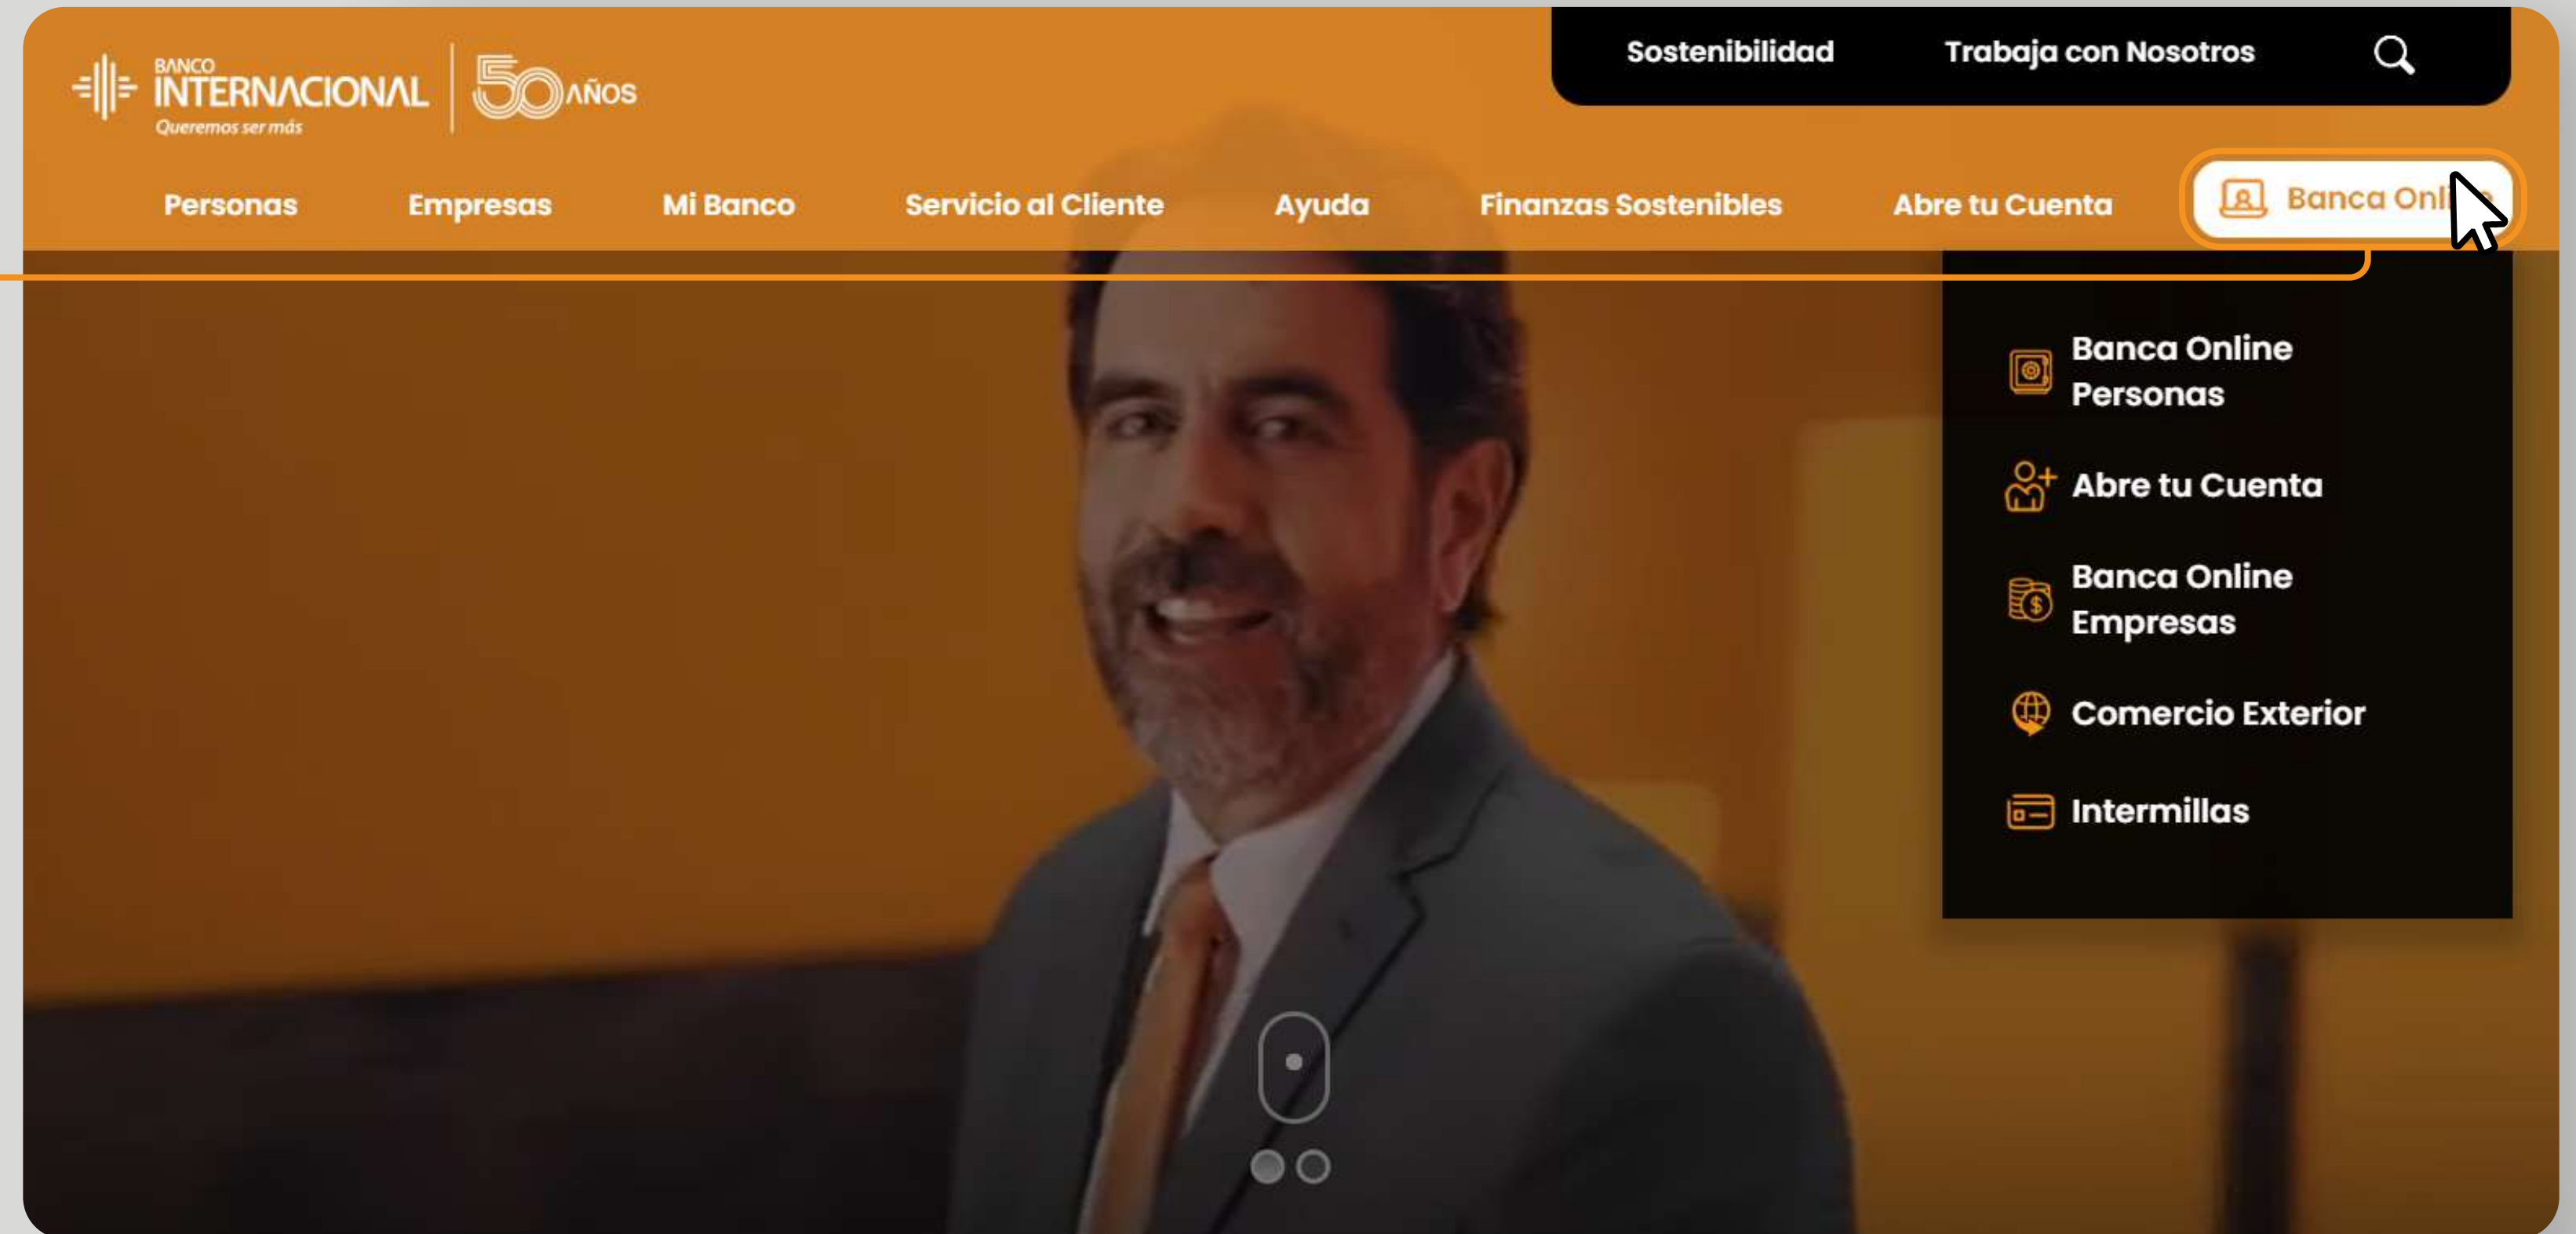 Sostenibilidad Trabaja con Nosotros
BANCO
INTERNACIONAL
Queremos ser más
50 AÑOS
Personas Empresas Mi Banco Servicio al Cliente Ayuda Finanzas Sostenibles Abre tu Cuenta Banca
Banca Online
Personas
Abre tu Cuenta
Banca Online
Empresas
Comercio Exterior
Intermillas